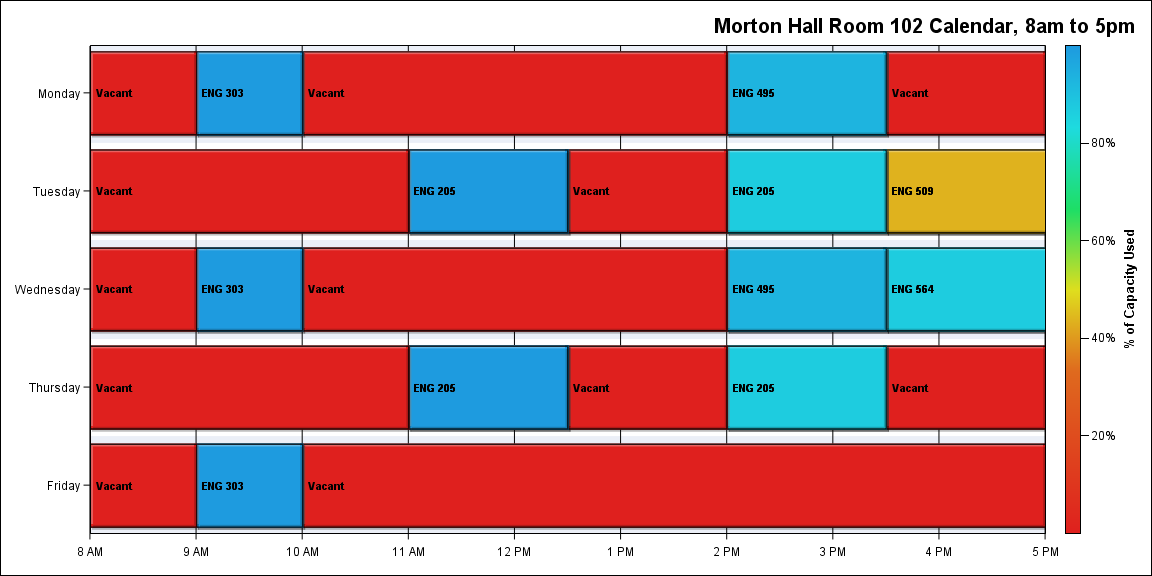 Morton Hall Room 102 Calendar, 8am to 5pm
Monday
Vacant
ENG 303
Vacant
ENG 495
Vacant
Tuesday
Vacant
ENG 205
Vacant
ENG 205
ENG 509
Wednesday
Vacant
ENG 303
Vacant
ENG 495
ENG 564
Thursday
Vacant
ENG 205
Vacant
ENG 205
Vacant
Friday
Vacant
ENG 303
Vacant
8 AM
9 AM
10 AM
11 AM
12 PM
1 PM
2 PM
3 PM
4 PM
5 PM
80%
60%
40%
20%
% of Capacity Used